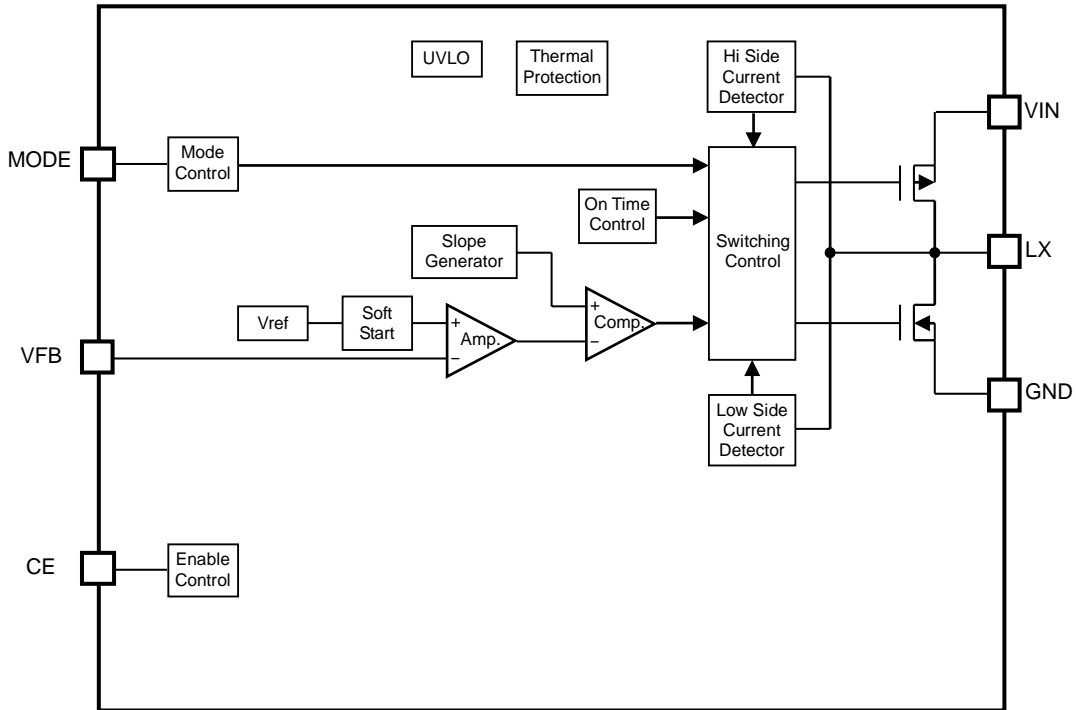 UVLO
Thermal
Protection
Hi Side
Current
Detector
VIN
MODE
Mode
Control
On Time
Control
Slope
Generator
Switching
Control
LX
Vref
Soft
Start
+
−
Amp.
+
−
Comp.
VFB
GND
Low Side
Current
Detector
CE
Enable
Control